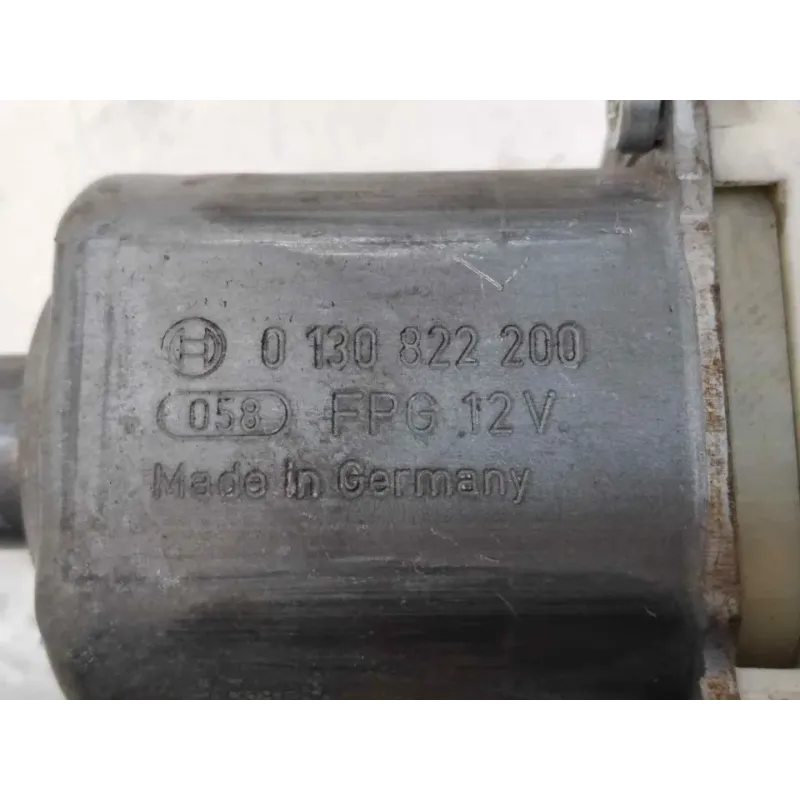 0 130 822 200
058 FPG 12V
Made in Germany